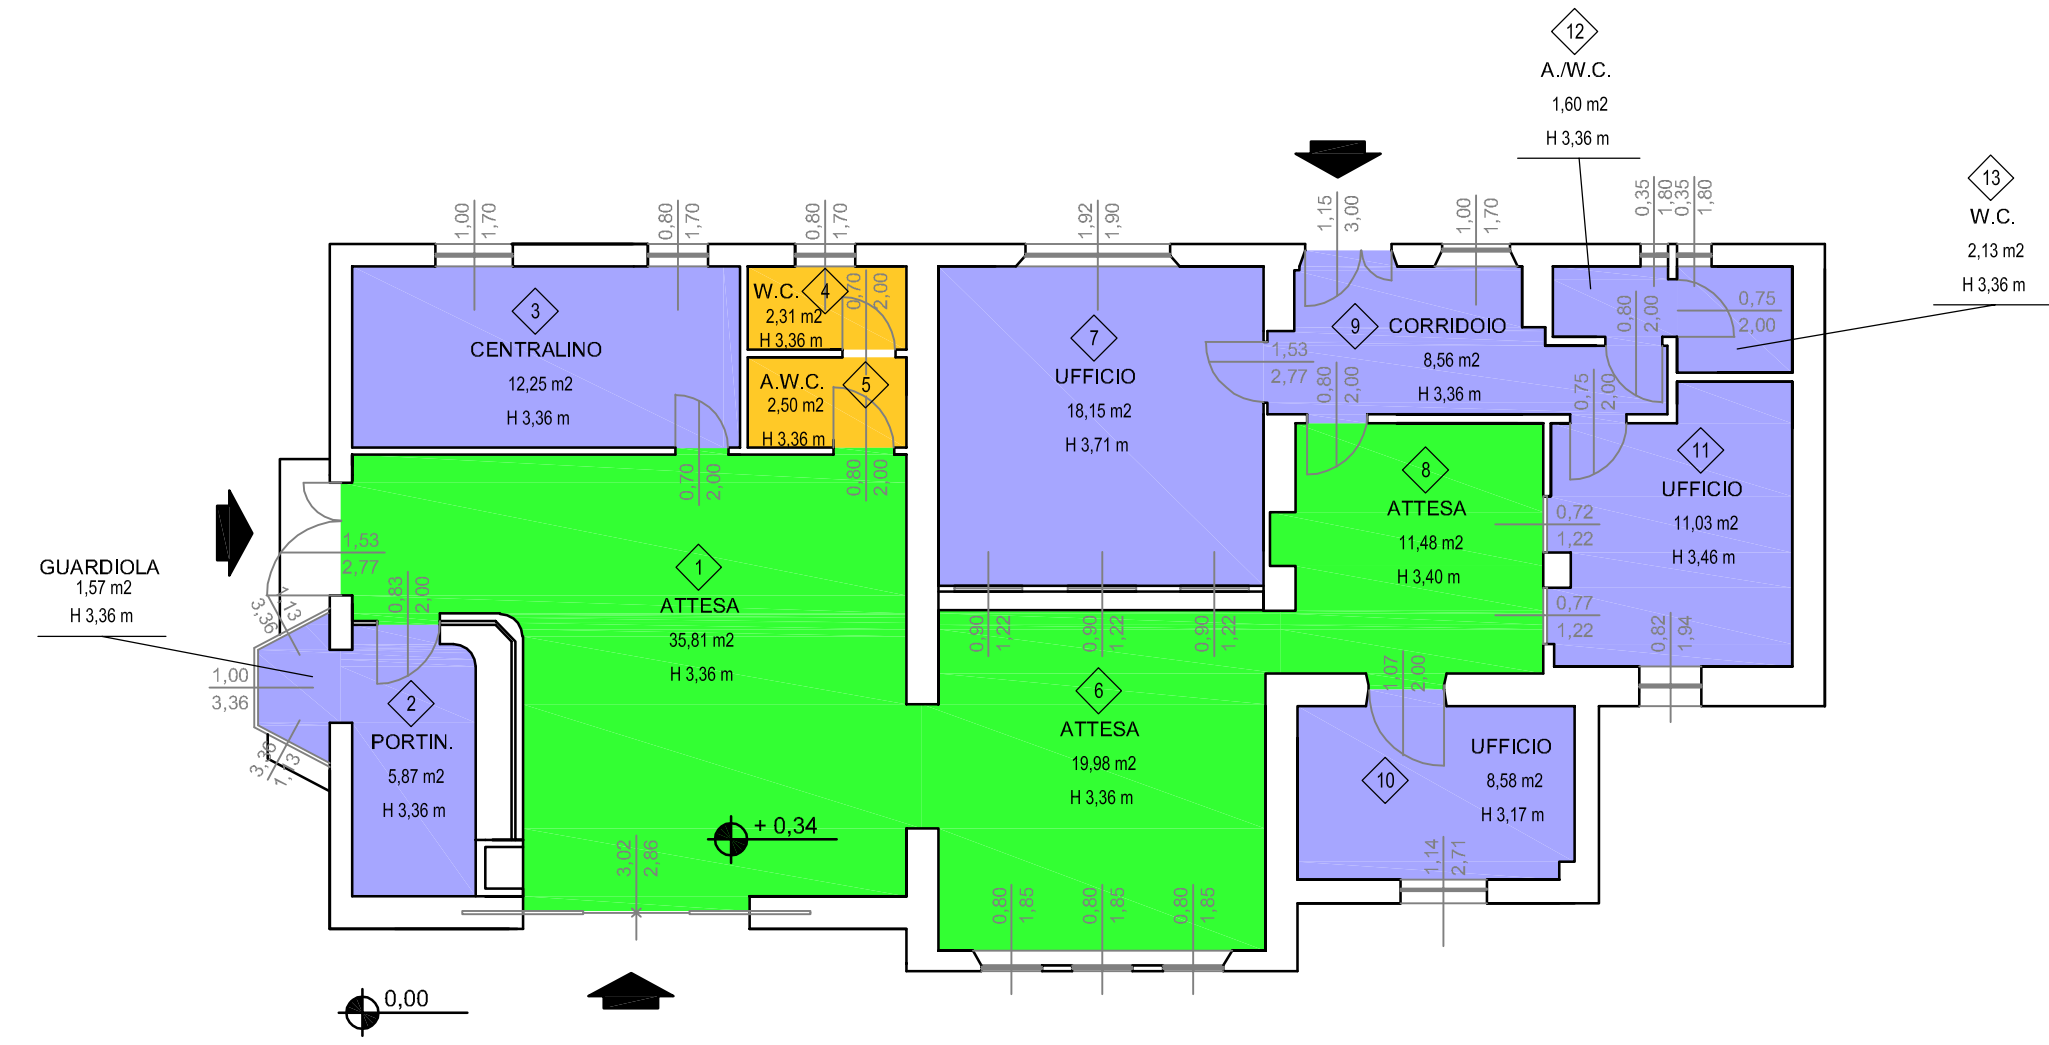 12
A./W.C.
1,60 m2
H 3,36 m
13
W.C.
2,13 m2
H 3,36 m
1,00
1,70
0,80
1,70
0,80
1,70
1,92
1,90
1,15
3,00
1,00
1,70
0,35
1,80
0,35
1,80
3
CENTRALINO
12,25 m2
H 3,36 m
W.C.
4
2,31 m2
H 3,36 m
0,70
2,00
A.W.C.
5
2,50 m2
H 3,36 m
7
UFFICIO
18,15 m2
H 3,71 m
9
CORRIDOIO
8,56 m2
H 3,36 m
1,53
2,77
0,80
2,00
0,80
2,00
0,75
2,00
0,75
2,00
0,70
2,00
0,80
2,00
8
ATTESA
11,48 m2
H 3,40 m
11
UFFICIO
11,03 m2
H 3,46 m
0,72
1,22
0,77
1,22
0,82
1,94
1,53
2,77
0,83
2,00
GUARDIOLA
1,57 m2
H 3,36 m
1,13
3,36
1,00
3,36
3,36
1,13
1
ATTESA
35,81 m2
H 3,36 m
2
PORTIN.
5,87 m2
H 3,36 m
0,90
1,22
0,90
1,22
0,90
1,22
6
ATTESA
19,98 m2
H 3,36 m
1,07
2,00
10
UFFICIO
8,58 m2
H 3,17 m
1,14
2,71
+ 0,34
3,02
2,86
0,80
1,85
0,80
1,85
0,80
1,85
0,00